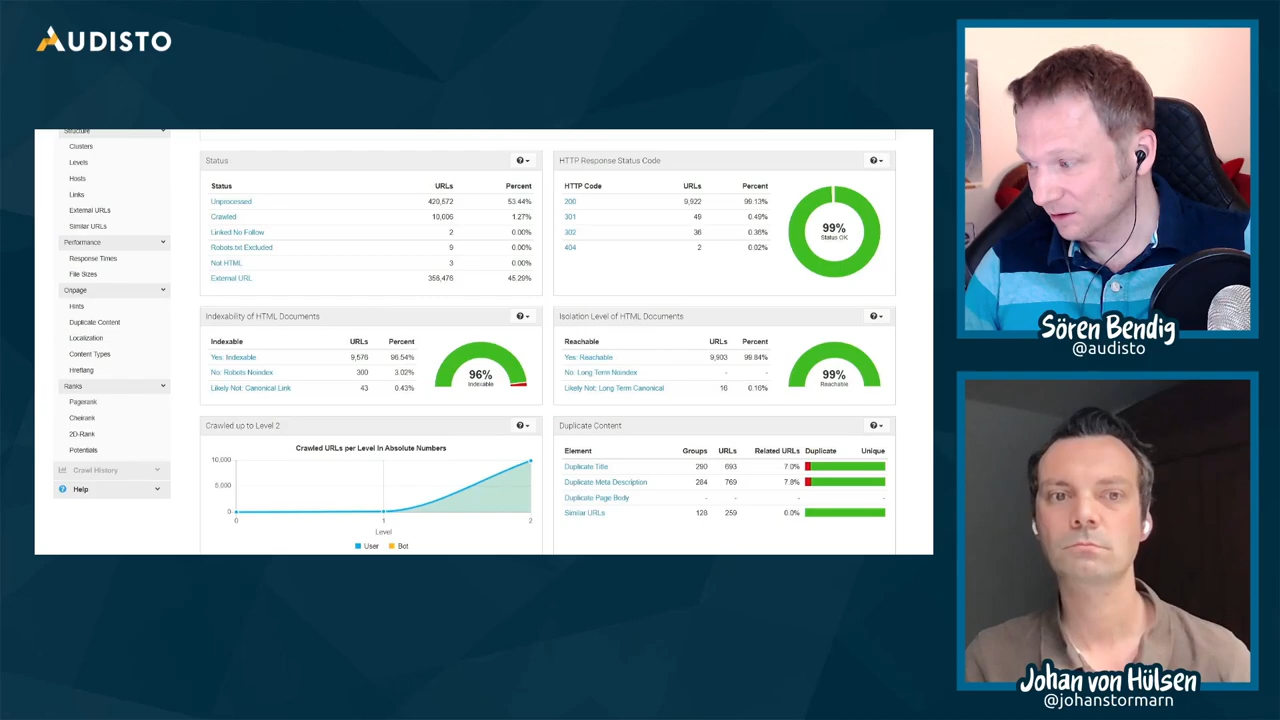 AUDISTO
Structure
Clusters
Levels
Hosts
Links
External URLs
Similar URLs
Performance
Response Times
File Sizes
Onpage
Hints
Duplicate Content
Localization
Content Types
Hreflang
Ranks
Pagerank
Cheirank
2D-Rank
Potentials
Crawl History
Help
Status
Status URLs Percent
Unprocessed 420,572 53.44%
Crawled 10,006 1.27%
Linked No Follow 2 0.00%
Robots.txt Excluded 9 0.00%
Not HTML 3 0.00%
External URL 356,476 45.29%
HTTP Response Status Code
HTTP Code URLs Percent
200 9,922 99.13%
301 49 0.49%
302 36 0.36%
404 2 0.02%
99%
Status OK
Indexability of HTML Documents
Indexable URLs Percent
Yes: Indexable 9,576 96.54%
No: Robots Noindex 300 3.02%
Likely Not: Canonical Link 43 0.43%
96%
Indexable
Isolation Level of HTML Documents
Reachable URLs Percent
Yes: Reachable 9,903 99.84%
No: Long Term Noindex - -
Likely Not: Long Term Canonical 16 0.16%
99%
Reachable
Crawled up to Level 2
Crawled URLs per Level In Absolute Numbers
10,000
5,000
0
0 1 2
Level
User Bot
Duplicate Content
Element Groups URLs Related URLs Duplicate Unique
Duplicate Title 290 693 7.0%
Duplicate Meta Description 284 769 7.8%
Duplicate Page Body - - - -
Similar URLs 128 259 0.0%
Sören Bendig
@audisto
Johan von Hülsen
@johanstormarn